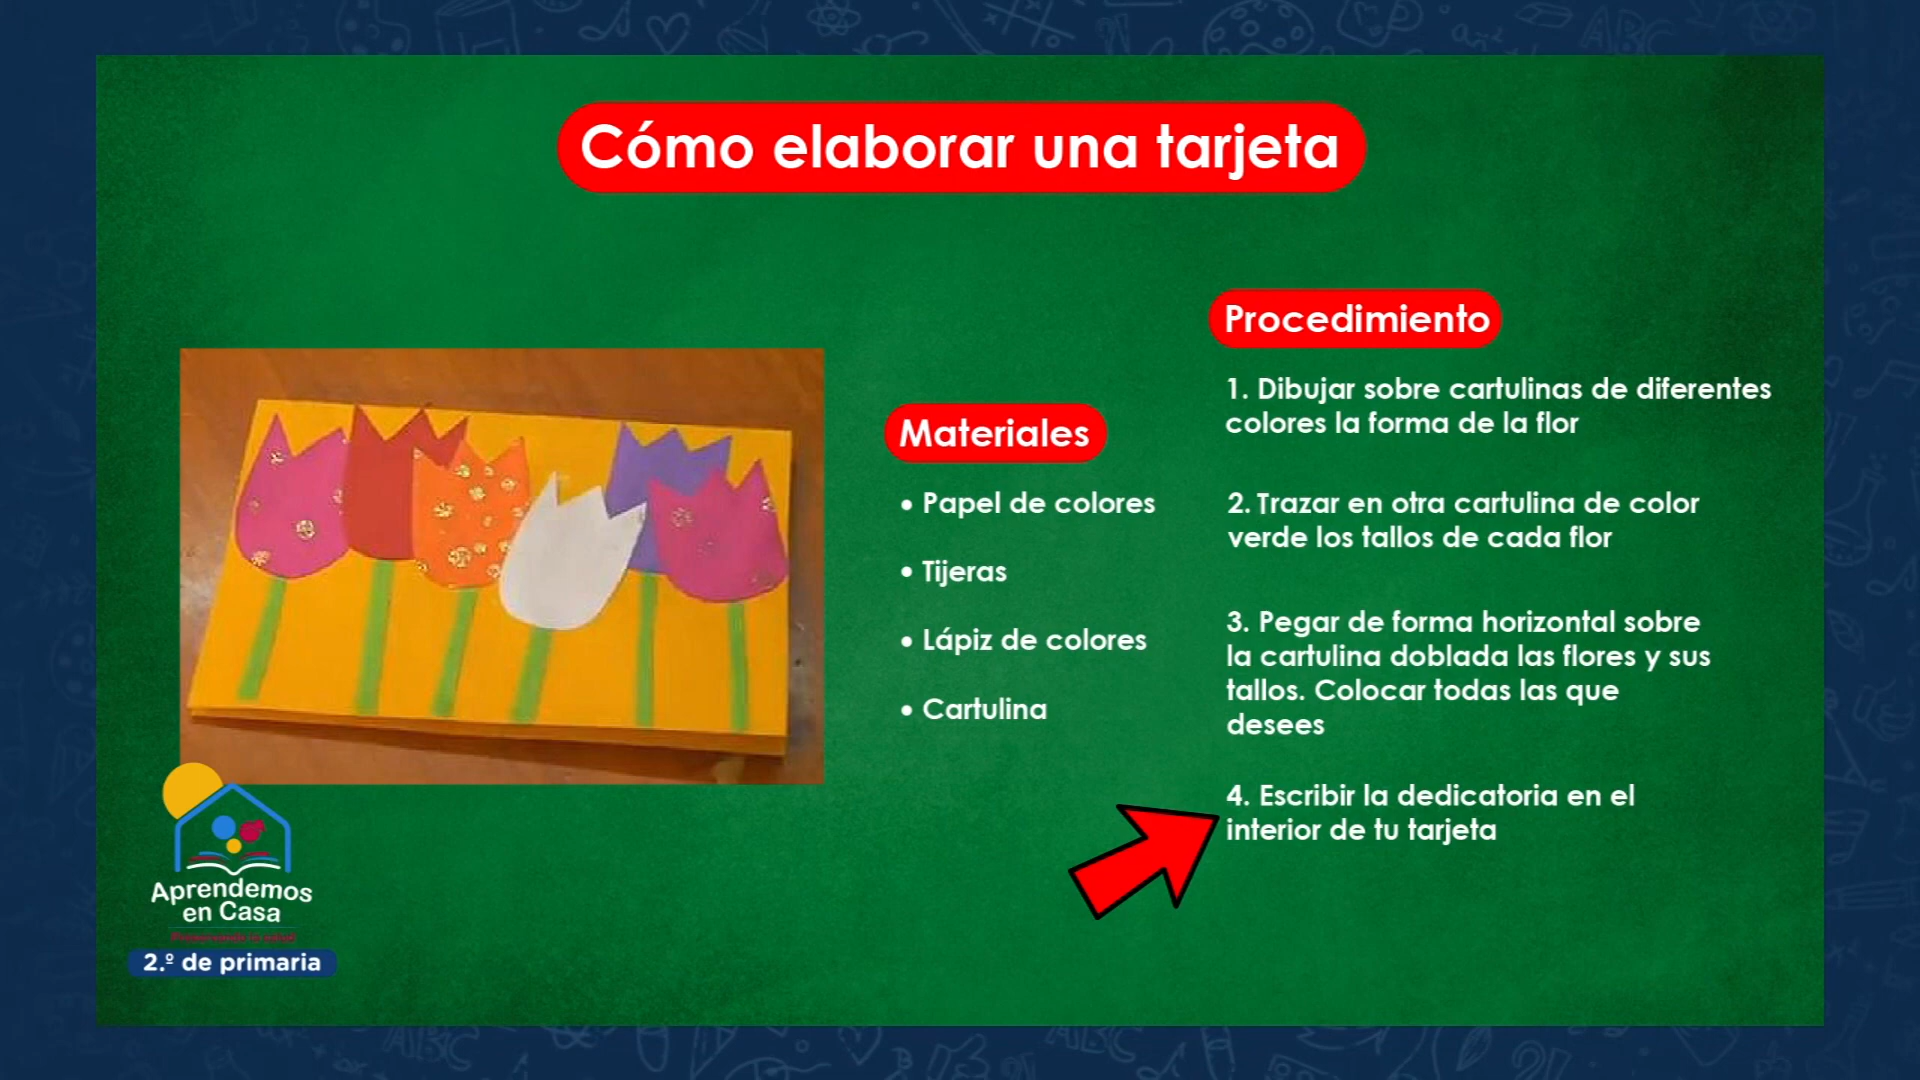 Cómo elaborar una tarjeta
Materiales
• Papel de colores
• Tijeras
• Lápiz de colores
• Cartulina
Procedimiento
1. Dibujar sobre cartulinas de diferentes
colores la forma de la flor
2. Trazar en otra cartulina de color
verde los tallos de cada flor
3. Pegar de forma horizontal sobre
la cartulina doblada las flores y sus
tallos. Colocar todas las que
desees
4. Escribir la dedicatoria en el
interior de tu tarjeta
Aprendemos
en Casa
2.º de primaria